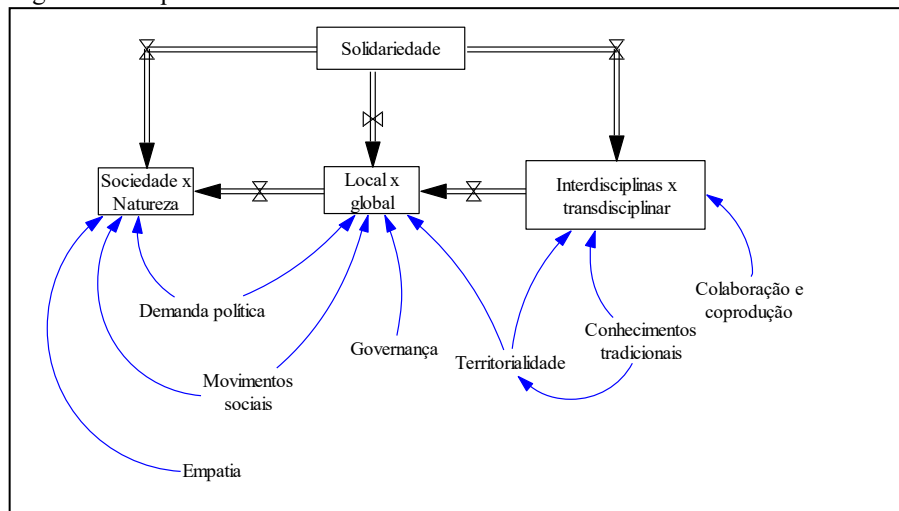 Solidariedade
Sociedade x
Natureza
Local x
global
Interdisciplinas x
transdisciplinar
Demanda política
Governança
Territorialidade
Conhecimentos
tradicionais
Colaboração e
coprodução
Movimentos
sociais
Empatia